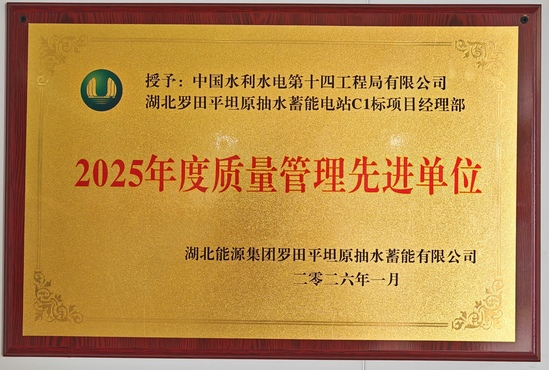 授予：中国水利水电第十四工程局有限公司
湖北罗田平坦原抽水蓄能电站C1标项目经理部
2025年度质量管理先进单位
湖北能源集团罗田平坦原抽水蓄能有限公司
二零二六年一月